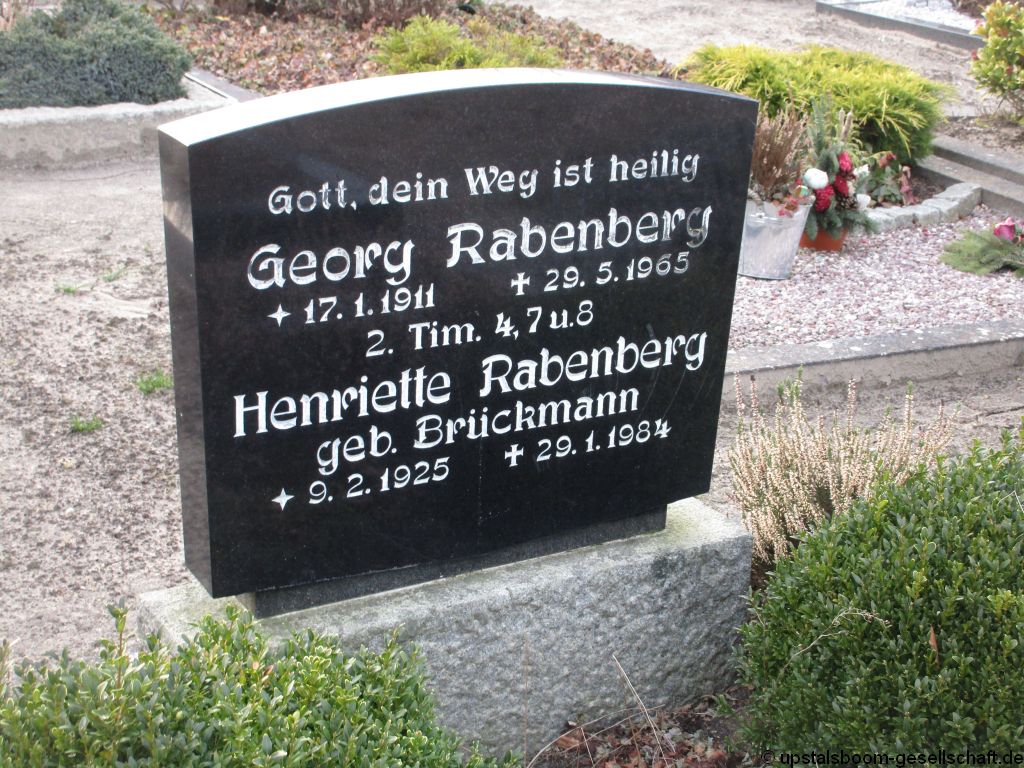 Gott, dein Weg ist heilig
Georg Rabenberg
✦ 17. 1. 1911 ✝ 29. 5. 1965
2. Tim. 4, 7 u. 8
Henriette Rabenberg
geb. Brückmann
✦ 9. 2. 1925 ✝ 29. 1. 1984
© upstalsboom-gesellschaft.de